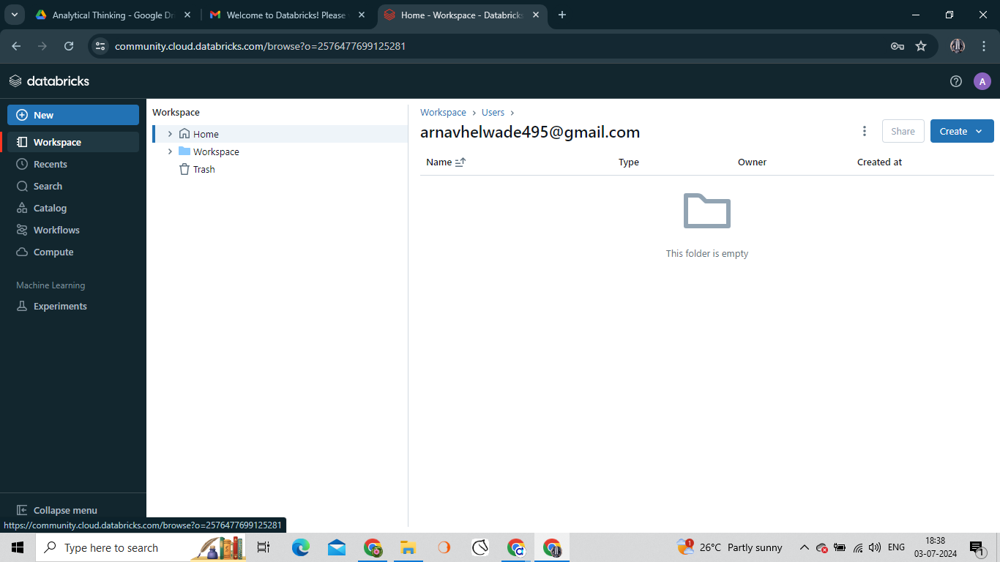 Analytical Thinking - Google Dri
Welcome to Databricks! Please
Home - Workspace - Databricks
community.cloud.databricks.com/browse?o=2576477699125281
databricks
A
New
Workspace
Recents
Search
Catalog
Workflows
Compute
Machine Learning
Experiments
Collapse menu
Workspace
Home
Workspace
Trash
Workspace > Users >
arnavhelwade495@gmail.com
Share
Create
Name Type Owner Created at
This folder is empty
https://community.cloud.databricks.com/browse?o=2576477699125281
Type here to search
1
26°C Partly sunny
ENG
18:38
03-07-2024
1